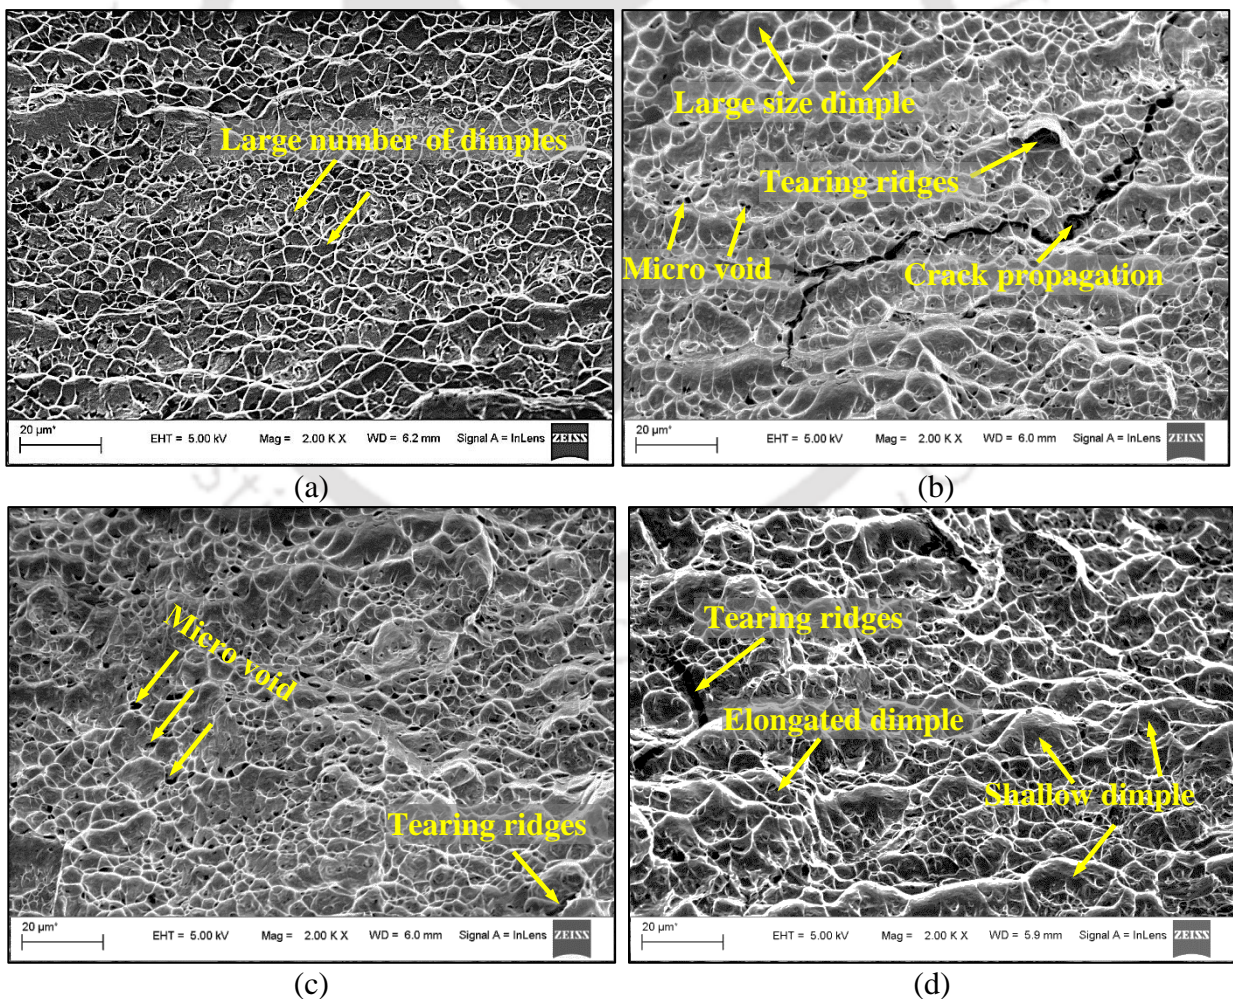 Large number of dimples
20 µm*
EHT = 5.00 kV Mag = 2.00 K X WD = 6.2 mm Signal A = InLens ZEISS
(a)
Large size dimple
Tearing ridges
Micro void
Crack propagation
20 µm*
EHT = 5.00 kV Mag = 2.00 K X WD = 6.0 mm Signal A = InLens ZEISS
(b)
Micro void
Tearing ridges
20 µm*
EHT = 5.00 kV Mag = 2.00 K X WD = 6.0 mm Signal A = InLens ZEISS
(c)
Tearing ridges
Elongated dimple
Shallow dimple
20 µm*
EHT = 5.00 kV Mag = 2.00 K X WD = 5.9 mm Signal A = InLens ZEISS
(d)